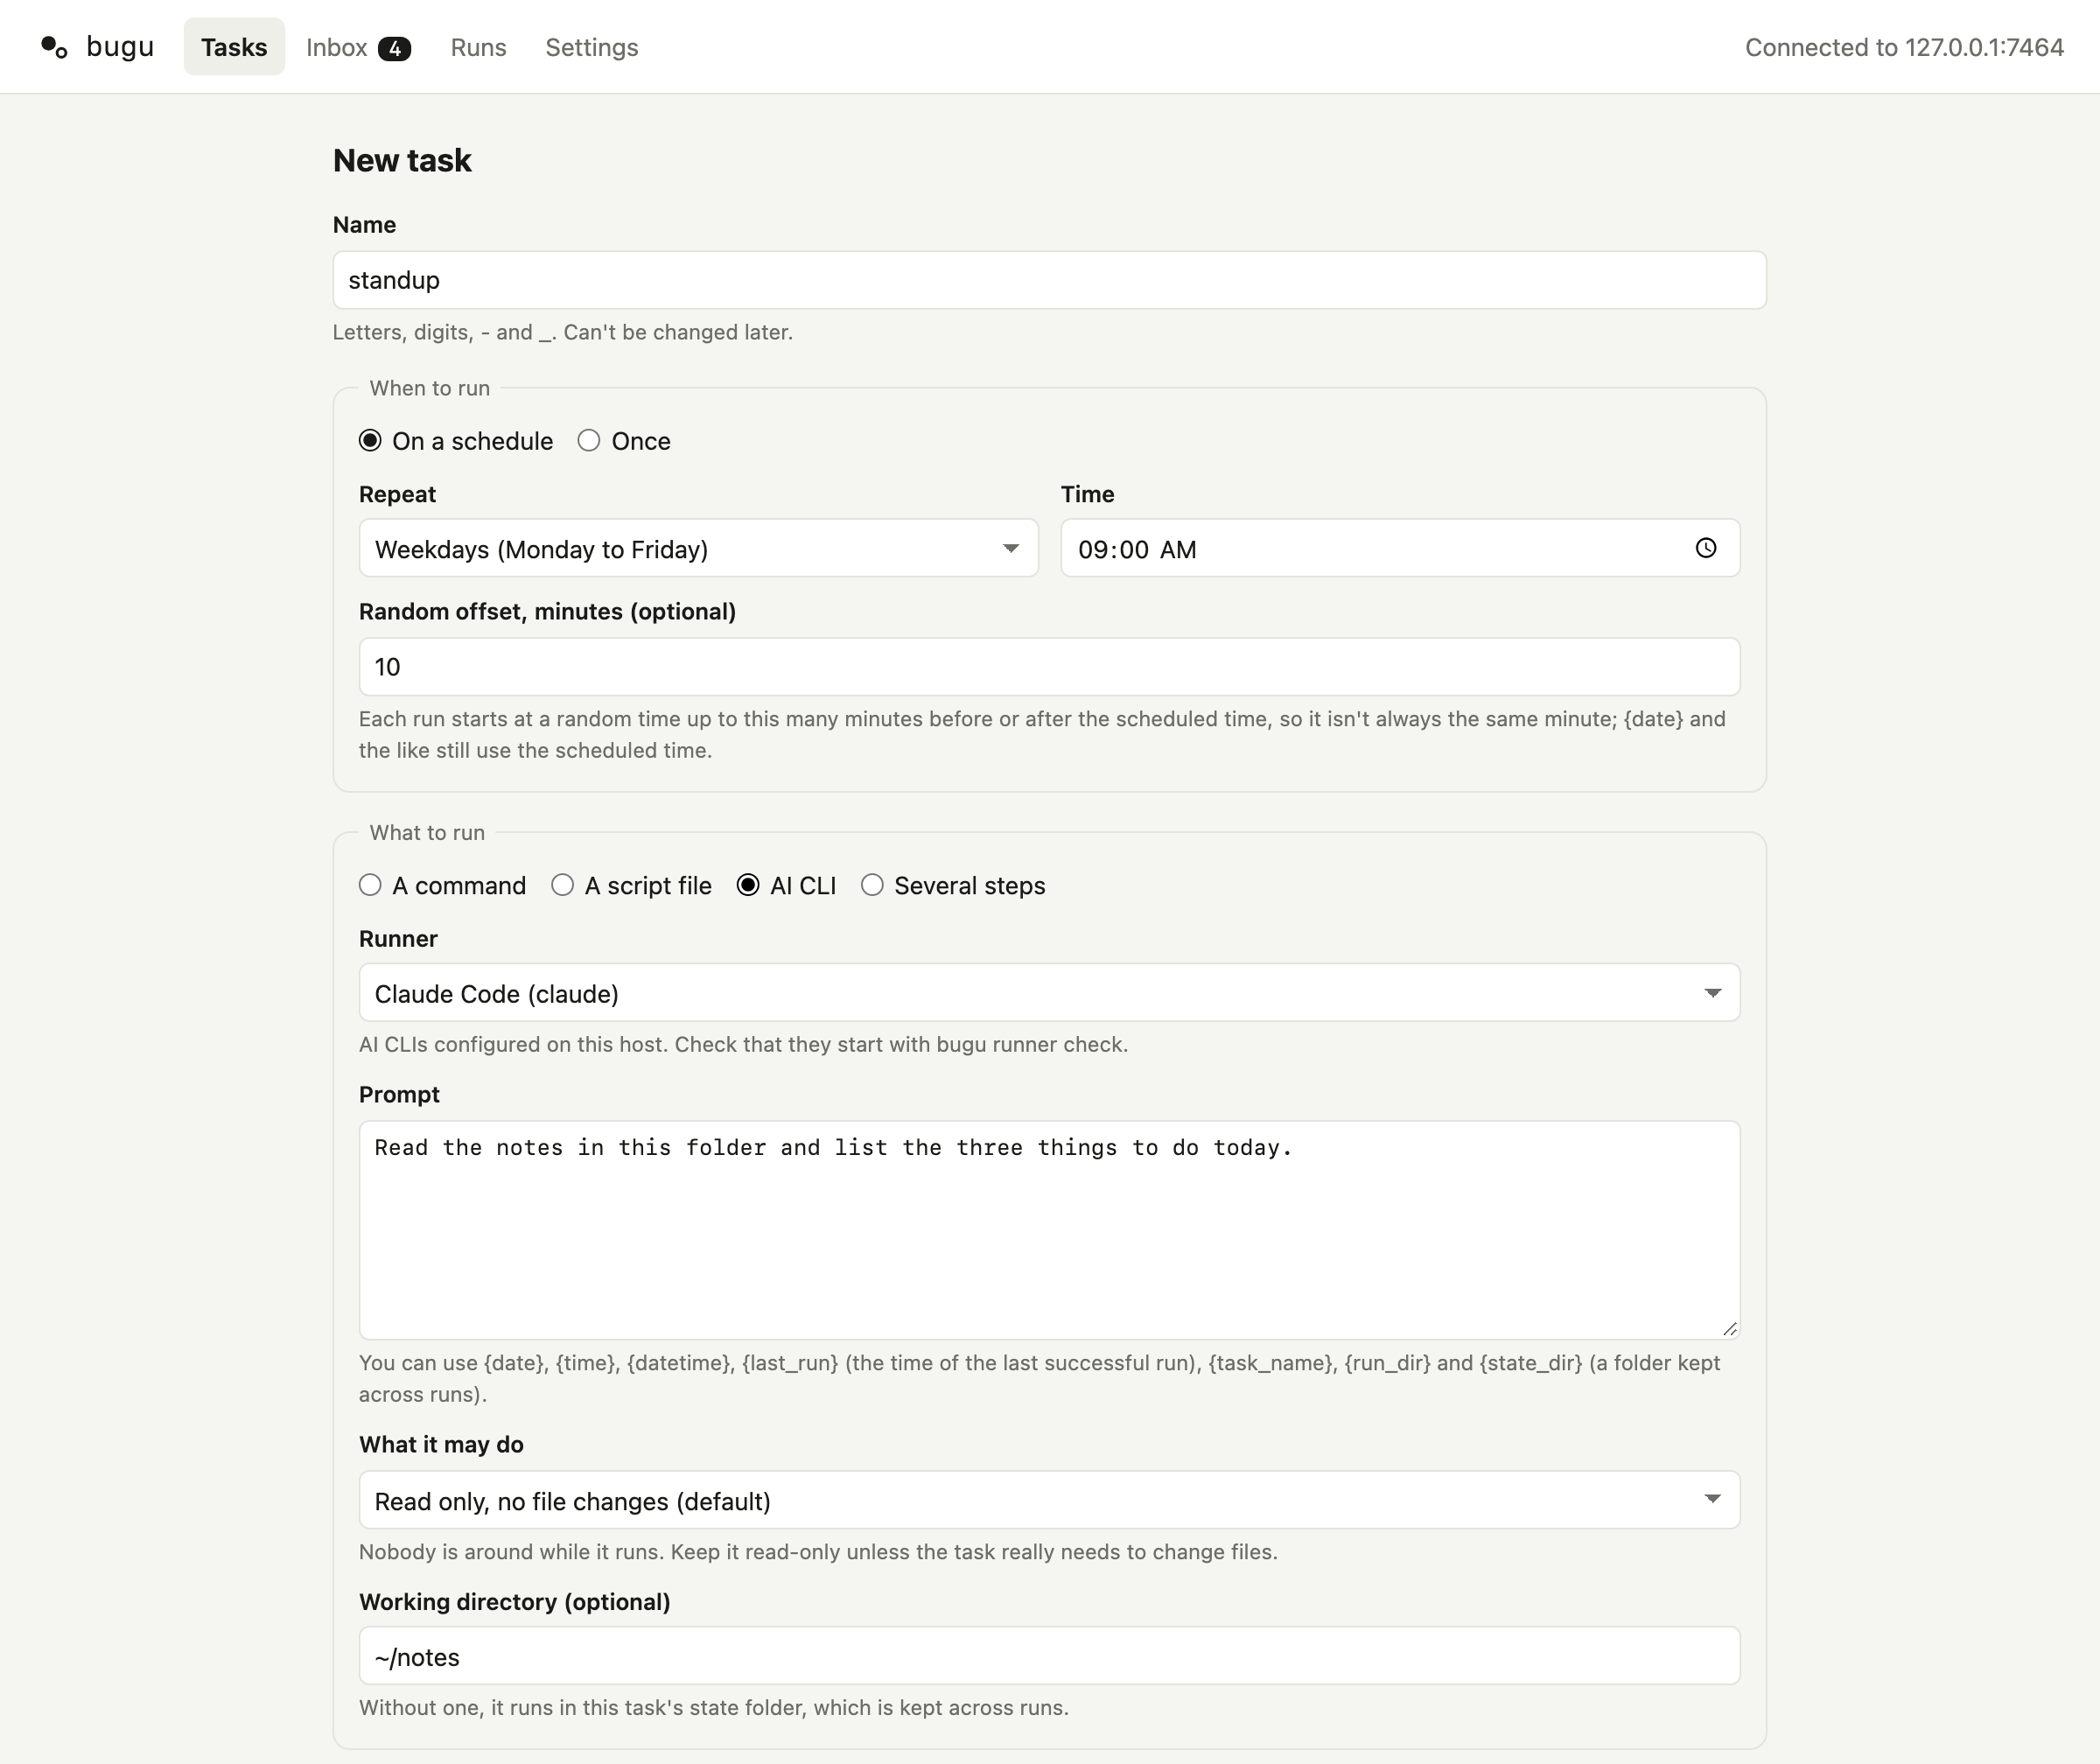 bugu
Tasks
Inbox 4
Runs
Settings
Connected to 127.0.0.1:7464
New task
Name
standup
Letters, digits, - and _. Can't be changed later.
When to run
On a schedule
Once
Repeat
Time
Weekdays (Monday to Friday)
09:00 AM
Random offset, minutes (optional)
10
Each run starts at a random time up to this many minutes before or after the scheduled time, so it isn't always the same minute; {date} and
the like still use the scheduled time.
What to run
A command
A script file
AI CLI
Several steps
Runner
Claude Code (claude)
AI CLIs configured on this host. Check that they start with bugu runner check.
Prompt
Read the notes in this folder and list the three things to do today.
You can use {date}, {time}, {datetime}, {last_run} (the time of the last successful run), {task_name}, {run_dir} and {state_dir} (a folder kept
across runs).
What it may do
Read only, no file changes (default)
Nobody is around while it runs. Keep it read-only unless the task really needs to change files.
Working directory (optional)
~/notes
Without one, it runs in this task's state folder, which is kept across runs.